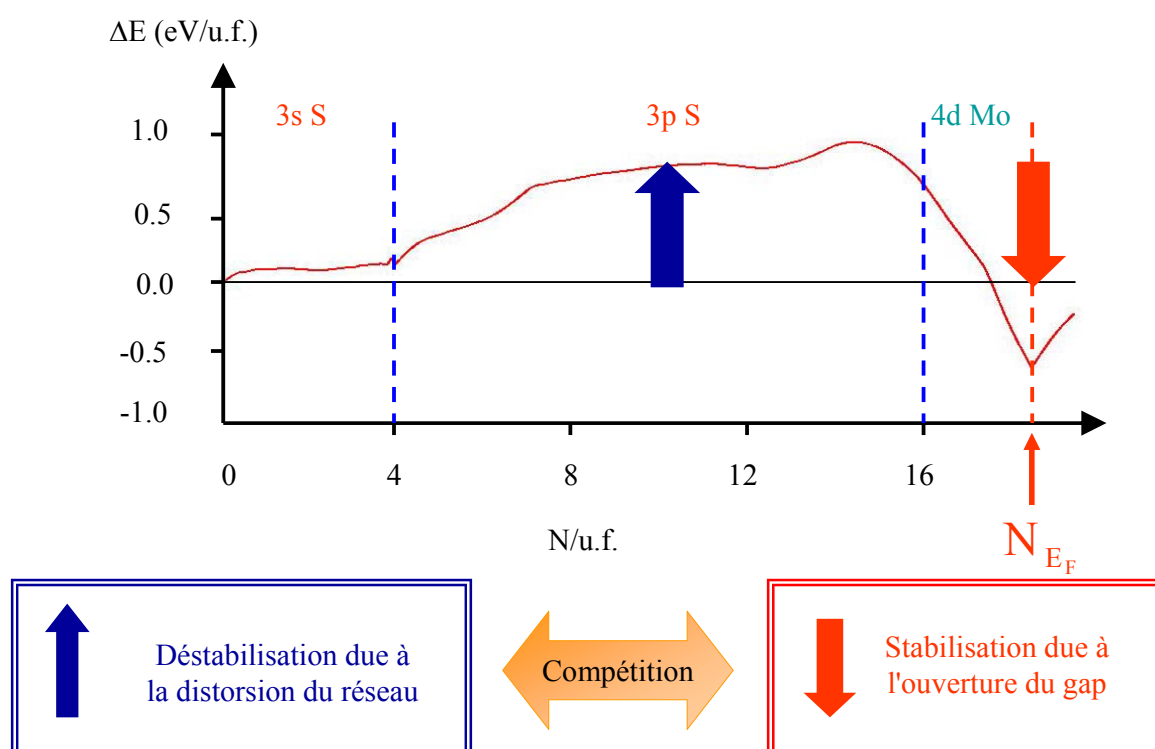 ΔE (eV/u.f.)
3s S
3p S
4d Mo
1.0
0.5
0.0
-0.5
-1.0
0
4
8
12
16
N/u.f.
N E F
Déstabilisation due à
la distorsion du réseau
Compétition
Stabilisation due à
l'ouverture du gap